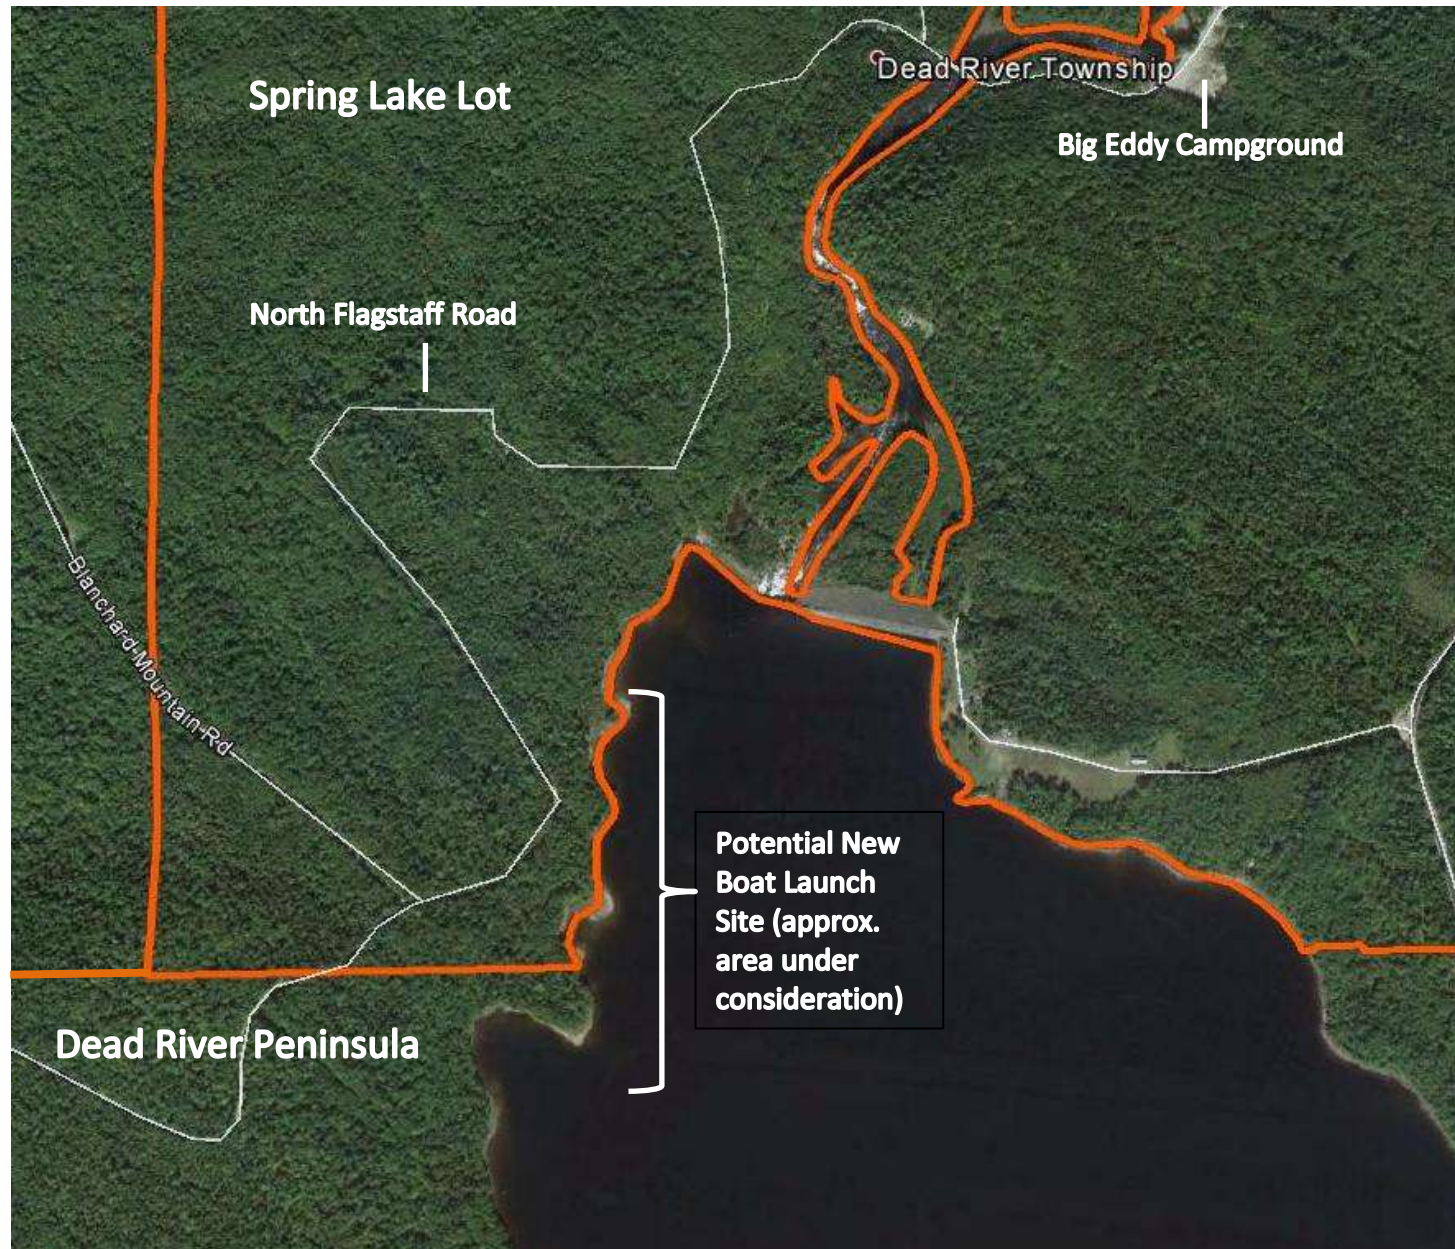 Dead River Township
Spring Lake Lot
Big Eddy Campground
North Flagstaff Road
Blanchard-Mountain-Rd
Potential New
Boat Launch
Site (approx.
area under
consideration)
Dead River Peninsula